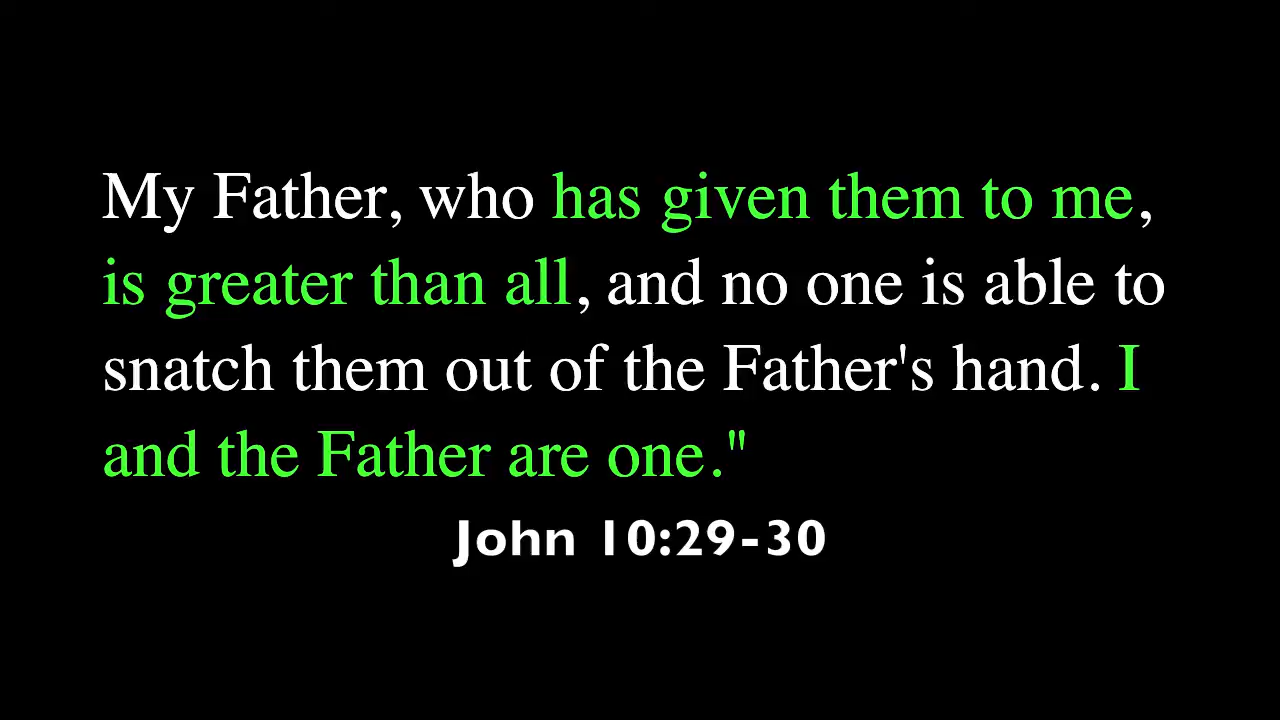 My Father, who has given them to me,
is greater than all, and no one is able to
snatch them out of the Father's hand. I
and the Father are one."
John 10:29-30